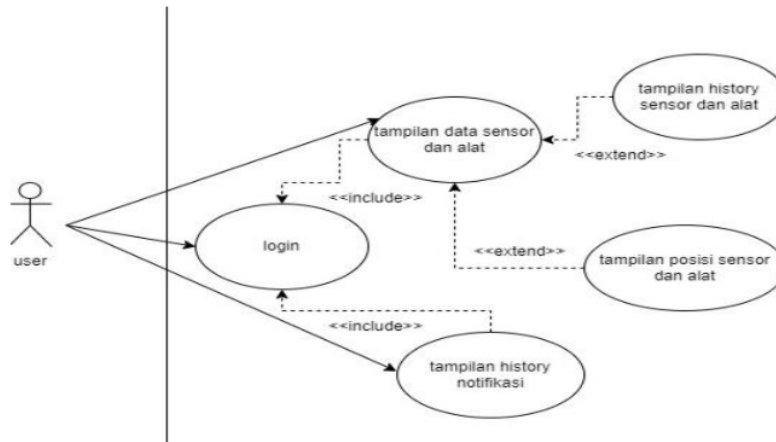 tampilan history
sensor dan alat
tampilan data sensor
dan alat
<<extend>>
<<include>>
login
user
<<extend>>
tampilan posisi sensor
dan alat
<<include>>
tampilan history
notifikasi